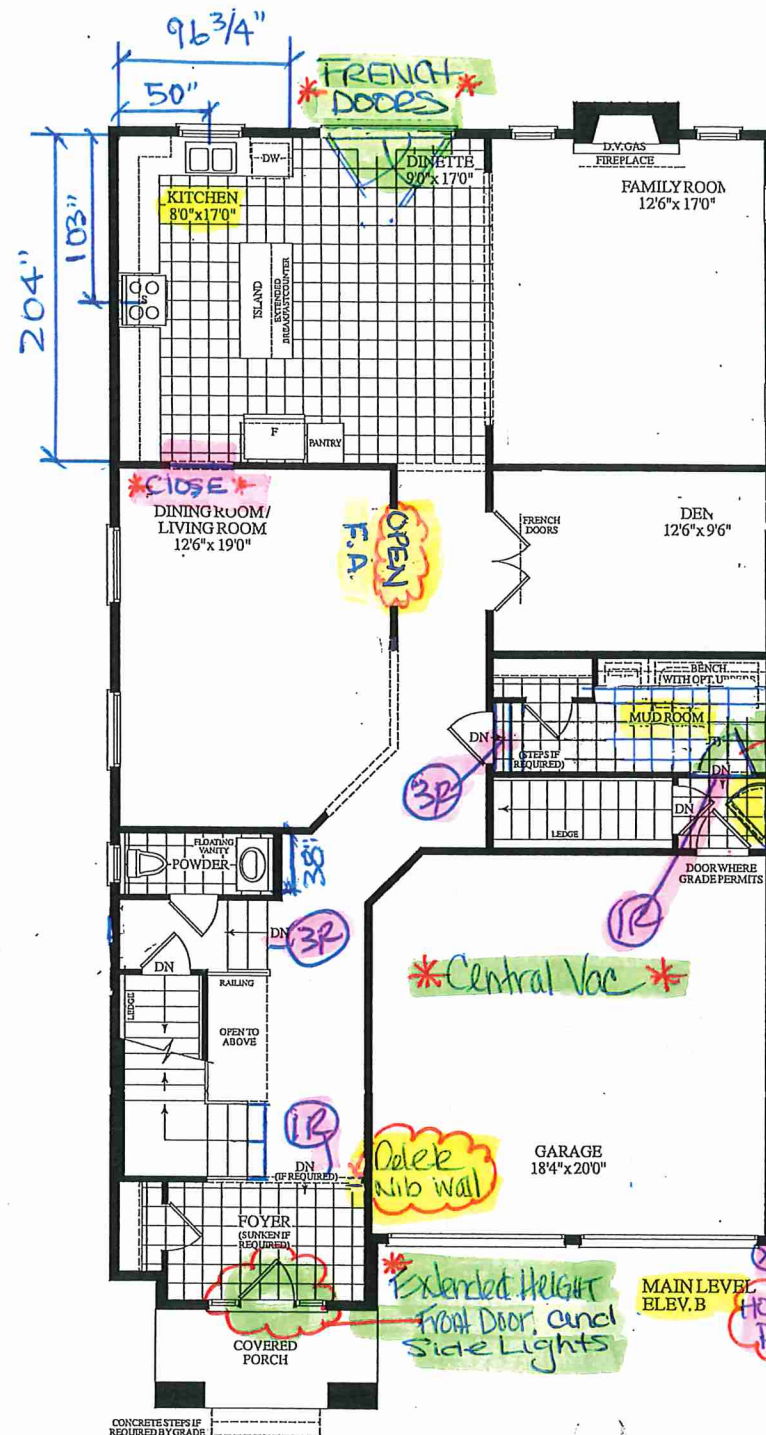 96 3/4"
50"
* FRENCH *
DOORS
D.V. GAS
FIREPLACE
DW
DINETTE
9'0"x 17'0"
KITCHEN
8'0"x17'0"
FAMILY ROOM
12'6"x 17'0"
103"
204"
S
ISLAND
EXTENDED
BREAKFAST COUNTER
F
PANTRY
*CLOSE*
DINING ROOM /
LIVING ROOM
12'6"x 19'0"
OPEN
F.A.
FRENCH
DOORS
DEN
12'6"x 9'6"
BENCH
WITH OPT. UPPERS
MUD ROOM
DN
(STEPS IF
REQUIRED)
DN
3R
DN
LEDGE
DOOR WHERE
GRADE PERMITS
FLOATING
VANITY
POWDER
38"
1R
DN
3R
* Central Vac *
DN
RAILING
LEDGE
OPEN TO
ABOVE
1R
DN
(IF REQUIRED)
Delete
Nib wall
GARAGE
18'4"x 20'0"
FOYER
(SUNKEN IF
REQUIRED)
* Extended HEIGHT
Front Door, and
Side Lights
MAIN LEVEL
ELEV. B
COVERED
PORCH
CONCRETE STEPS IF
REQUIRED BY GRADE